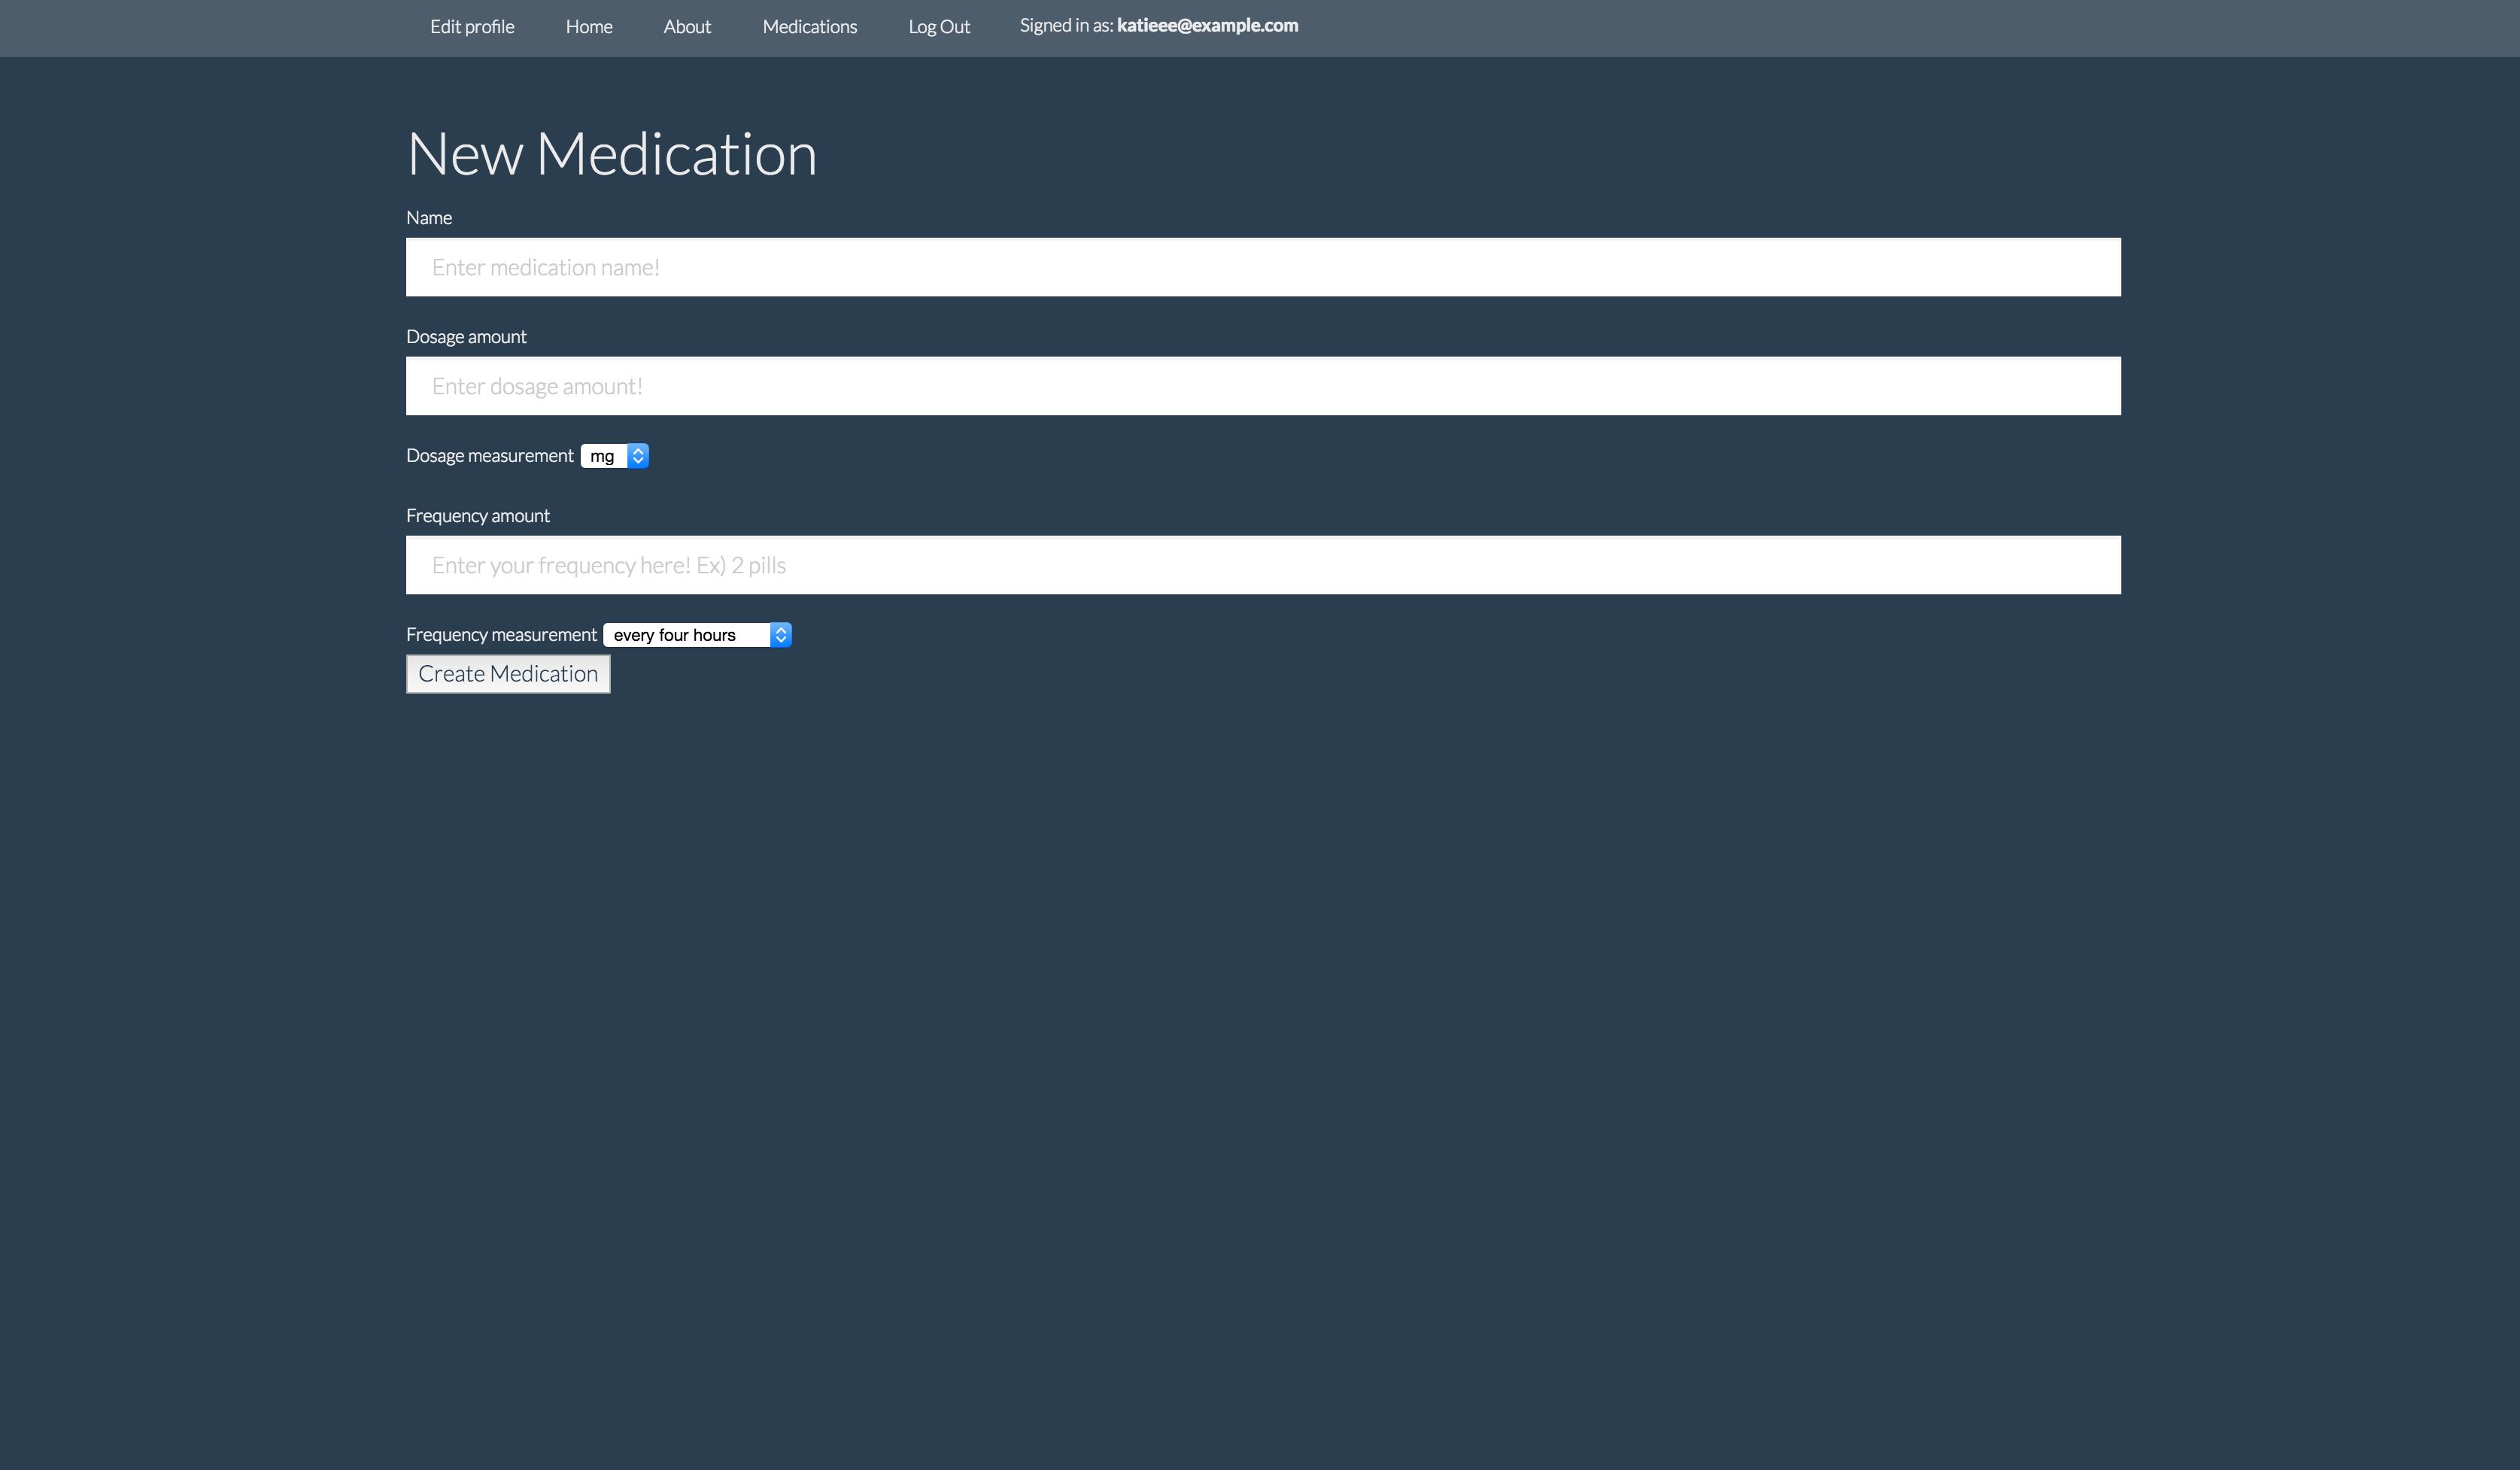 Edit profile Home About Medications Log Out Signed in as: katieee@example.com
New Medication
Name
Enter medication name!
Dosage amount
Enter dosage amount!
Dosage measurement mg
Frequency amount
Enter your frequency here! Ex) 2 pills
Frequency measurement every four hours
Create Medication